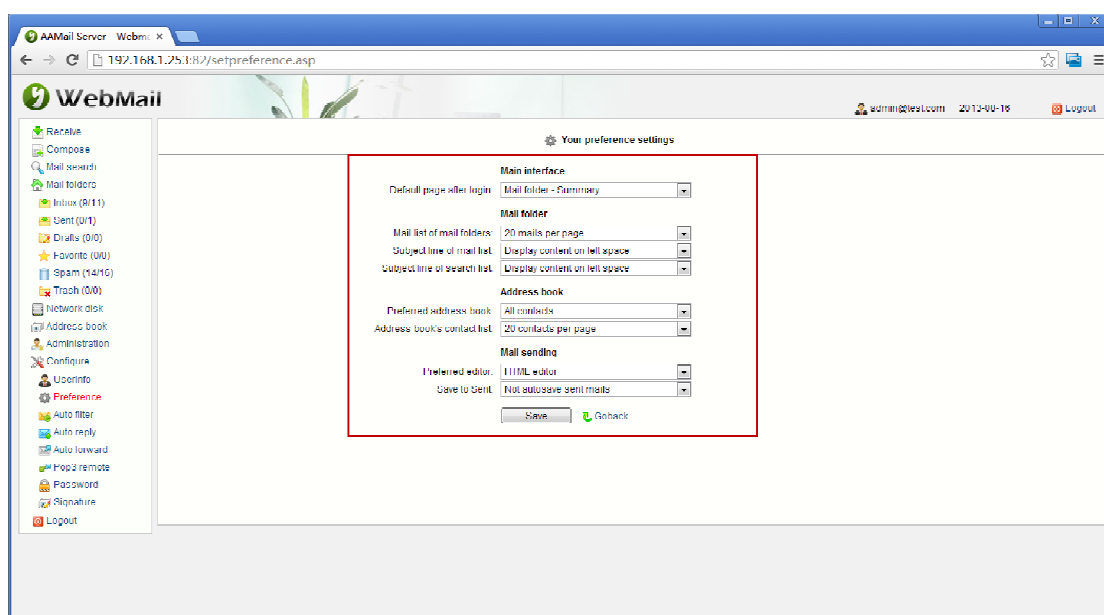 AAMail Server - Webma
192.168.1.253:82/setpreference.asp
WebMail
admin@test.com 2013-08-16 Logout
Receive
Compose
Mail search
Mail folders
Inbox (9/11)
Sent (0/1)
Drafts (0/0)
Favorite (0/0)
Spam (14/16)
Trash (0/0)
Network disk
Address book
Administration
Configure
Userinfo
Preference
Auto filter
Auto reply
Auto forward
Pop3 remote
Password
Signature
Logout
Your preference settings
Main interface
Default page after login: Mail folder - Summary
Mail folder
Mail list of mail folders: 20 mails per page
Subject line of mail list: Display content on left space
Subject line of search list: Display content on left space
Address book
Preferred address book: All contacts
Address book's contact list: 20 contacts per page
Mail sending
Preferred editor: HTML editor
Save to Sent: Not autosave sent mails
Save Goback